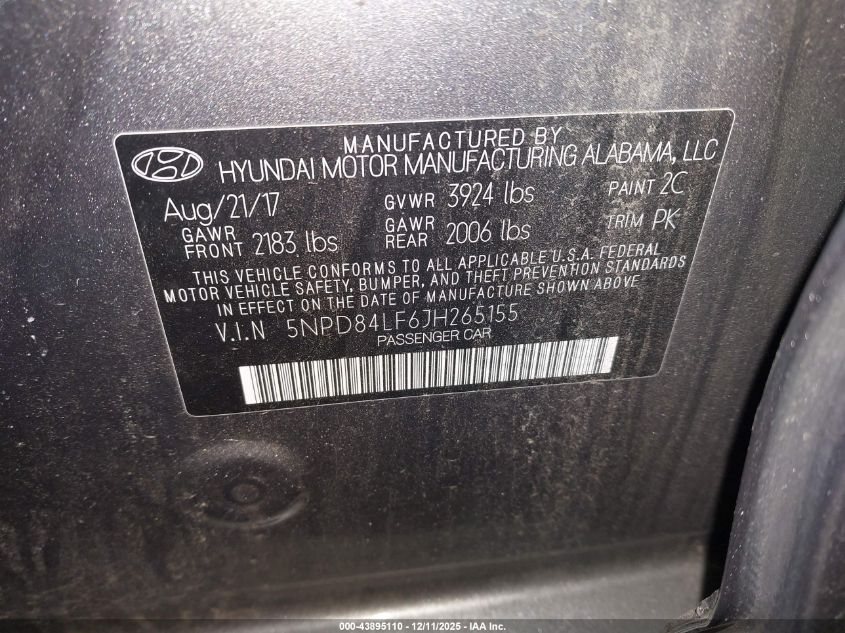 MANUFACTURED BY
HYUNDAI MOTOR MANUFACTURING ALABAMA, LLC
Aug/21/17 GVWR 3924 lbs PAINT 2C
GAWR FRONT 2183 lbs GAWR REAR 2006 lbs TRIM PK
THIS VEHICLE CONFORMS TO ALL APPLICABLE U.S.A. FEDERAL
MOTOR VEHICLE SAFETY, BUMPER, AND THEFT PREVENTION STANDARDS
IN EFFECT ON THE DATE OF MANUFACTURE SHOWN ABOVE
V.I.N 5NPD84LF6JH265155
PASSENGER CAR
000-43895110 - 12/11/2025 - IAA Inc.